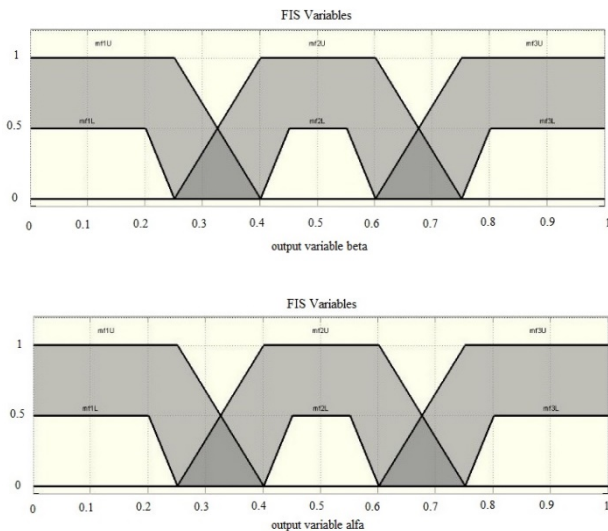 FIS Variables
mf1U mf2U mf3U
1
0.5
mf1L mf2L mf3L
0
0 0.1 0.2 0.3 0.4 0.5 0.6 0.7 0.8 0.9 1
output variable beta
FIS Variables
mf1U mf2U mf3U
1
0.5
mf1L mf2L mf3L
0
0 0.1 0.2 0.3 0.4 0.5 0.6 0.7 0.8 0.9 1
output variable alfa